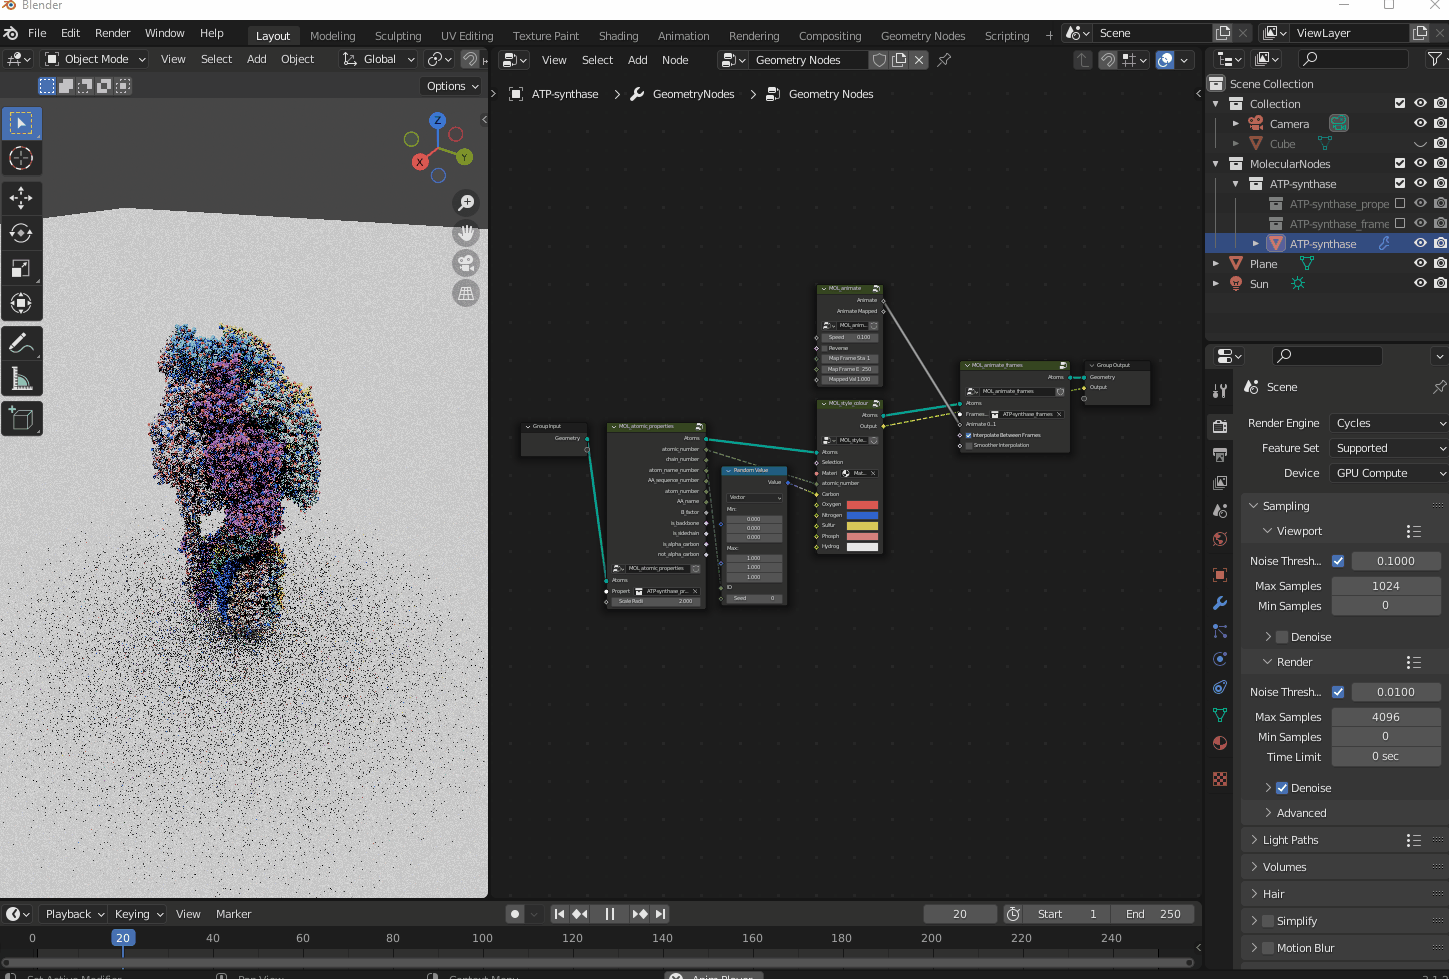 Blender
File Edit Render Window Help Layout Modeling Sculpting UV Editing Texture Paint Shading Animation Rendering Compositing Geometry Nodes Scripting + Scene ViewLayer
Object Mode View Select Add Object Global
Options
View Select Add Node Geometry Nodes
ATP-synthase > GeometryNodes > Geometry Nodes
Z
Y
X
MOL_animate
Animate
Animate Mapped
MOL_anim...
Speed 0.100
Reverse
Map Frame Sta 1
Map Frame E 250
Mapped Val 1.000
MOL_style_colour
Atoms
Output
MOL_style...
Atoms
Selection
Materi Mat...
atomic_number
Carbon
Oxygen
Nitrogen
Sulfur
Phosph
Hydrog
Group Input
Geometry
MOL_atomic_properties
Atoms
atomic_number
chain_number
atom_name_number
AA_sequence_number
atom_number
AA_name
B_factor
is_backbone
is_sidechain
is_alpha_carbon
not_alpha_carbon
MOL_atomic_properties
Atoms
Propert ATP-synthase_pr...
Scale Radii 2.000
Random Value
Value
Vector
Min:
0.000
0.000
0.000
Max:
1.000
1.000
1.000
ID
Seed 0
MOL_animate_frames
Atoms
MOL_animate_frames
Atoms
Frames... ATP-synthase_frames
Animate 0...1
Interpolate Between Frames
Smoother Interpolation
Group Output
Geometry
Output
Scene Collection
Collection
Camera
Cube
MolecularNodes
ATP-synthase
ATP-synthase_prope
ATP-synthase_frame
ATP-synthase
Plane
Sun
Scene
Render Engine Cycles
Feature Set Supported
Device GPU Compute
Sampling
Viewport
Noise Thresh... 0.1000
Max Samples 1024
Min Samples 0
Denoise
Render
Noise Thresh... 0.0100
Max Samples 4096
Min Samples 0
Time Limit 0 sec
Denoise
Advanced
Light Paths
Volumes
Hair
Simplify
Motion Blur
Playback Keying View Marker 20 Start 1 End 250
0 20 40 60 80 100 120 140 160 180 200 220 240
Set Active Modifier Pan View Context Menu Anim Player